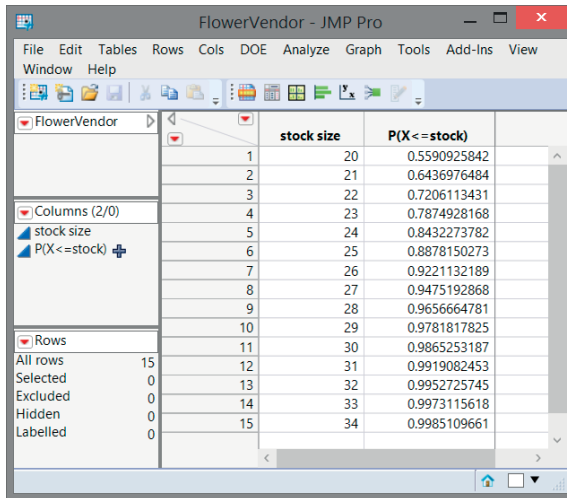 FlowerVendor - JMP Pro
File Edit Tables Rows Cols DOE Analyze Graph Tools Add-Ins View
Window Help
FlowerVendor
Columns (2/0)
stock size
P(X<=stock)
Rows
All rows 15
Selected 0
Excluded 0
Hidden 0
Labelled 0
stock size P(X<=stock)
1 20 0.5590925842
2 21 0.6436976484
3 22 0.7206113431
4 23 0.7874928168
5 24 0.8432273782
6 25 0.8878150273
7 26 0.9221132189
8 27 0.9475192868
9 28 0.9656664781
10 29 0.9781817825
11 30 0.9865253187
12 31 0.9919082453
13 32 0.9952725745
14 33 0.9973115618
15 34 0.9985109661